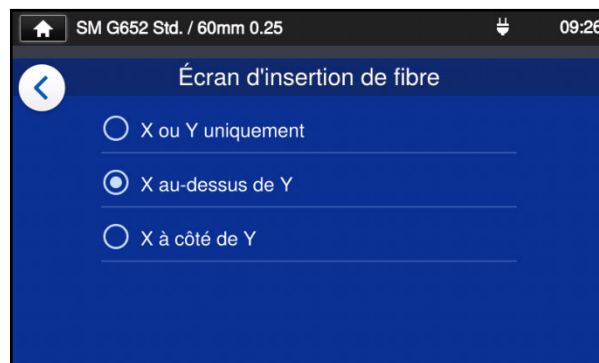 SM G652 Std. / 60mm 0.25 09:26
Écran d'insertion de fibre
X ou Y uniquement
X au-dessus de Y
X à côté de Y